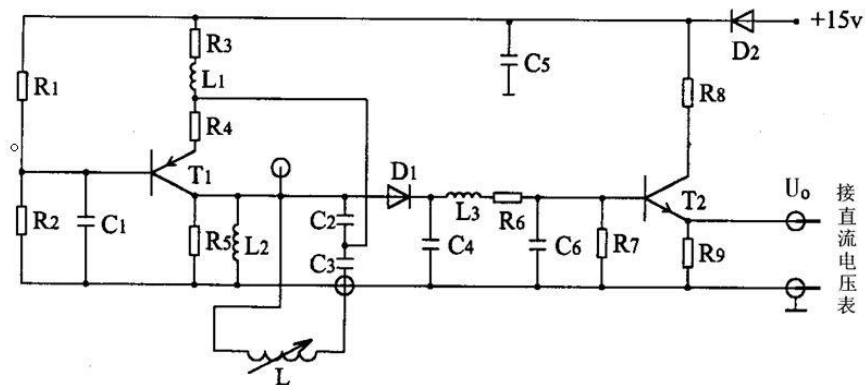 +15v
R3
D2
L1
C5
R1
R8
R4
T1
D1
Uo
接直流电压表
L3
R6
T2
R2
C1
R5
L2
C2
C3
C4
C6
R7
R9
L